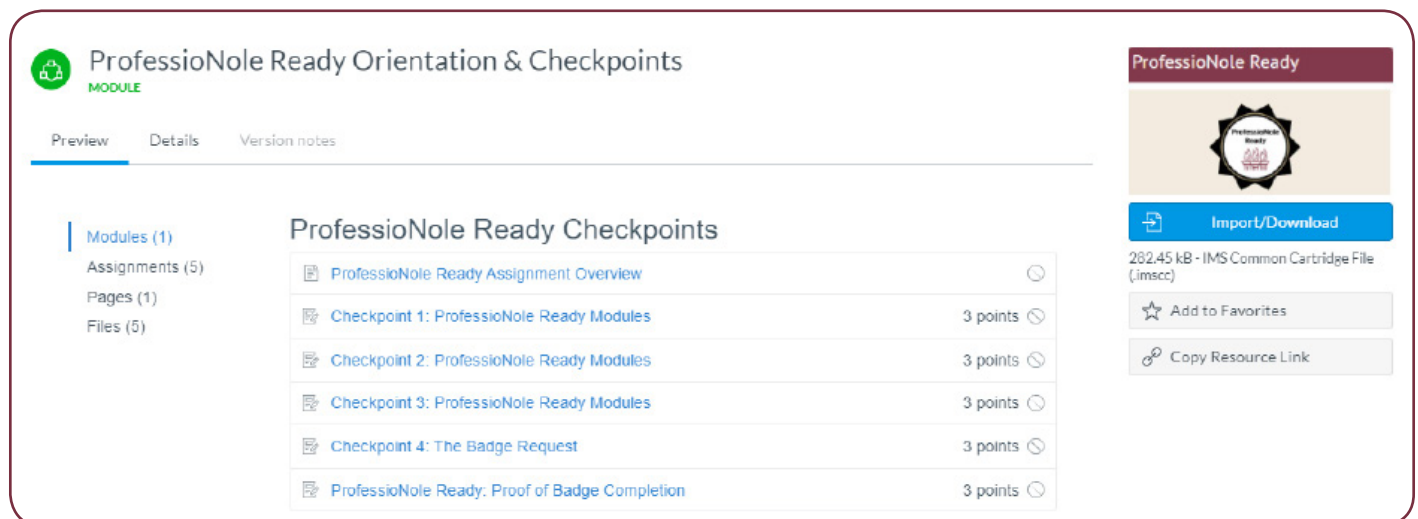 ProfessioNole Ready Orientation & Checkpoints
MODULE
Preview Details Version notes
Modules (1)
Assignments (5)
Pages (1)
Files (5)
ProfessioNole Ready Checkpoints
ProfessioNole Ready Assignment Overview
Checkpoint 1: ProfessioNole Ready Modules 3 points
Checkpoint 2: ProfessioNole Ready Modules 3 points
Checkpoint 3: ProfessioNole Ready Modules 3 points
Checkpoint 4: The Badge Request 3 points
ProfessioNole Ready: Proof of Badge Completion 3 points
ProfessioNole Ready
ProfessioNole
Ready
Import/Download
282.45 kB - IMS Common Cartridge File
(.imscc)
Add to Favorites
Copy Resource Link